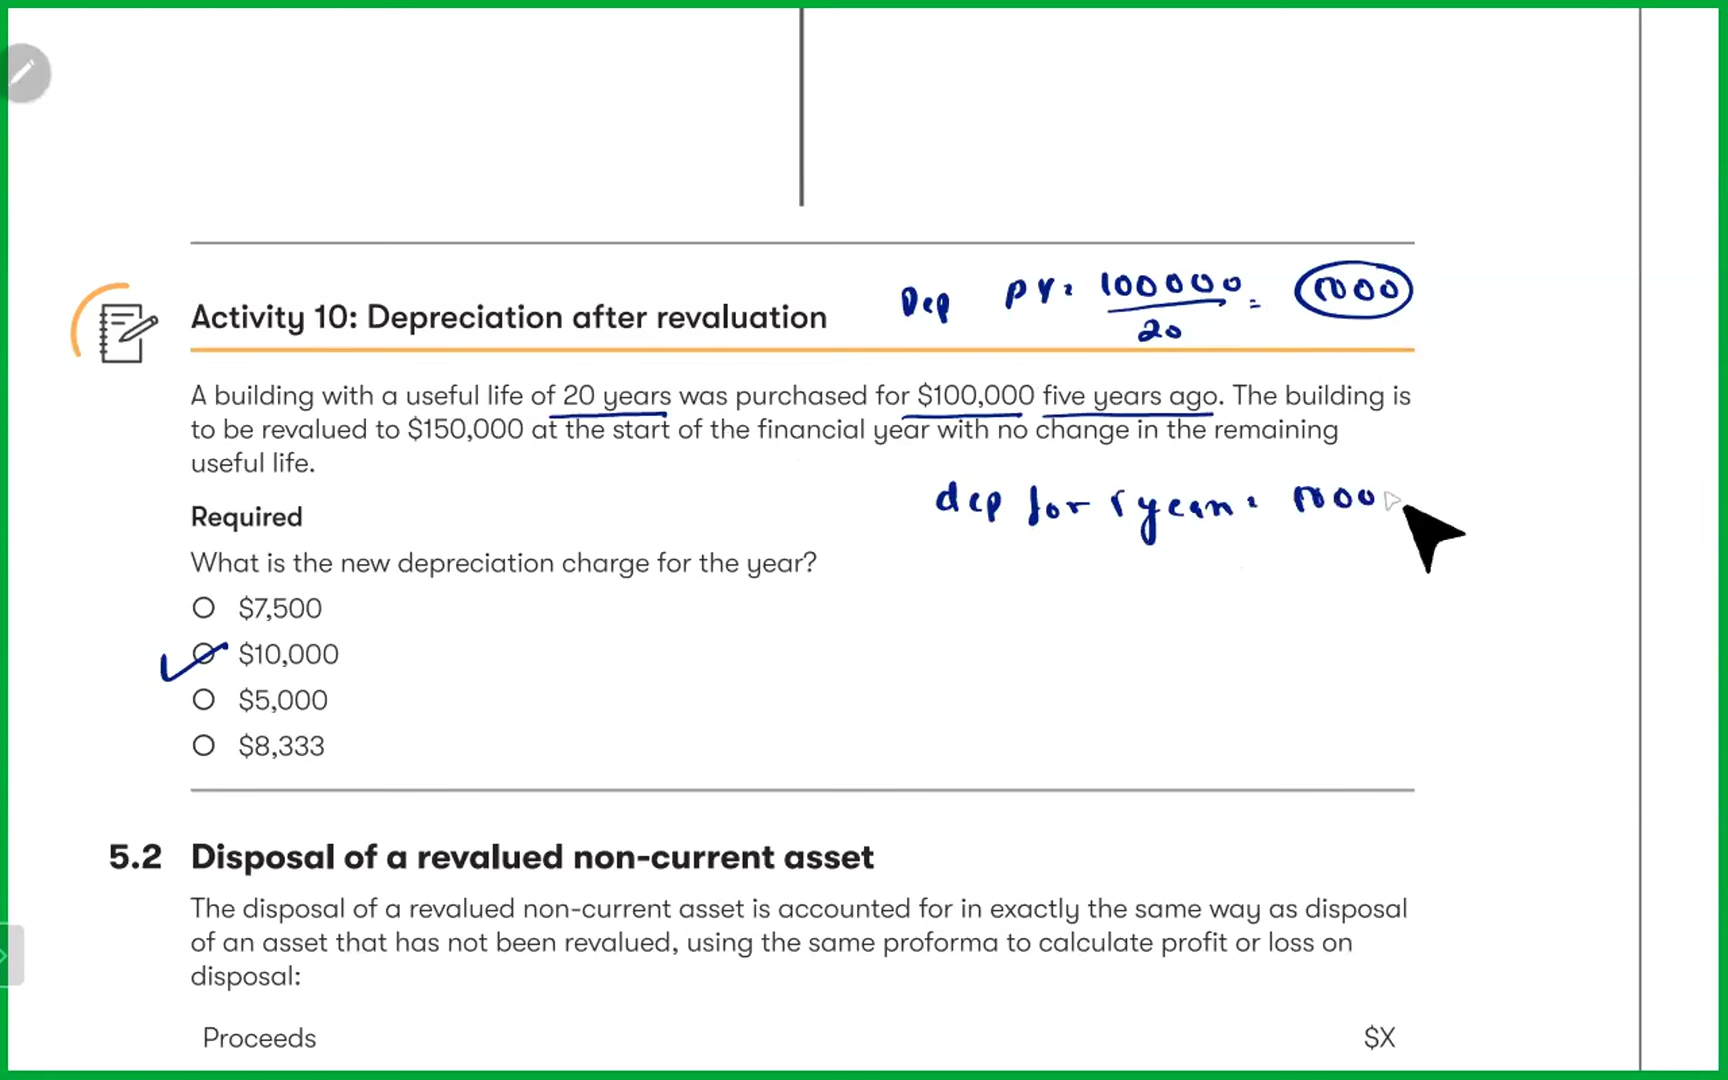 Dep PY: 100000 =
20
Activity 10: Depreciation after revaluation
A building with a useful life of 20 years was purchased for $100,000 five years ago. The building is
to be revalued to $150,000 at the start of the financial year with no change in the remaining
useful life.
dep for 5 years:
Required
What is the new depreciation charge for the year?
$7,500
$10,000
$5,000
$8,333
5.2 Disposal of a revalued non-current asset
The disposal of a revalued non-current asset is accounted for in exactly the same way as disposal
of an asset that has not been revalued, using the same proforma to calculate profit or loss on
disposal:
Proceeds $X